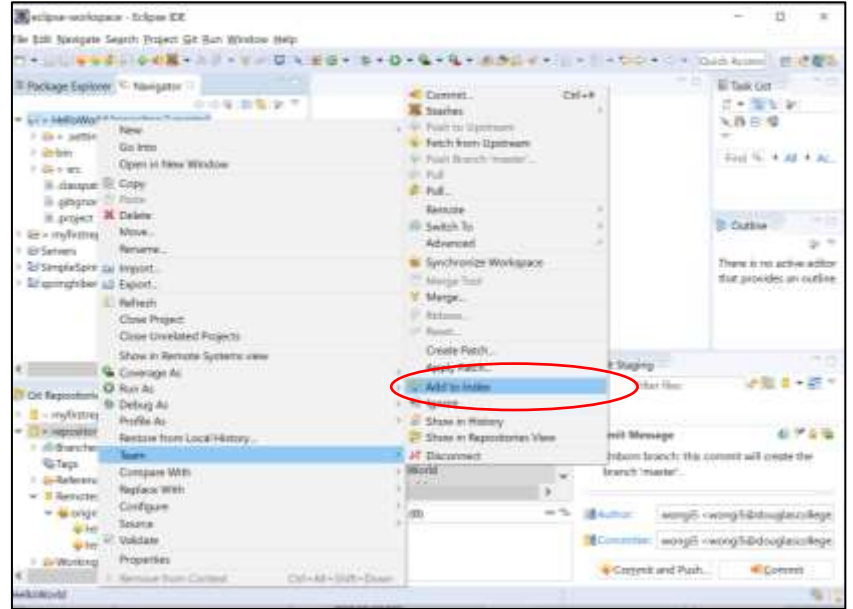 eclipse-workspace - Eclipse IDE
File Edit Navigate Search Project Git Run Window Help
Quick Access
Package Explorer
Navigator
bin
src
.project
Servers
New
Go Into
Open in New Window
Copy
Paste
Delete
Move...
Rename...
Import...
Export...
Refresh
Close Project
Close Unrelated Projects
Show in Remote Systems view
Coverage As
Run As
Debug As
Profile As
Restore from Local History...
Team
Compare With
Replace With
Configure
Source
Validate
Properties
Remove from Context Ctrl+Alt+Shift+Down
Commit... Ctrl+#
Stashes
Push to Upstream
Fetch from Upstream
Push Branch 'master'...
Pull
Pull...
Remote
Switch To
Advanced
Synchronize Workspace
Merge Tool
Merge...
Rebase...
Reset...
Create Patch...
Apply Patch...
Add to Index
Ignore
Show in History
Show in Repositories View
Disconnect
Task List
Find
All
Outline
There is no active editor
that provides an outline
Git Repositories
Tags
Remotes
Staging
Commit Message
branch: this commit will create the
branch 'master'.
Author:
Committer:
Commit and Push...
Commit
HelloWorld